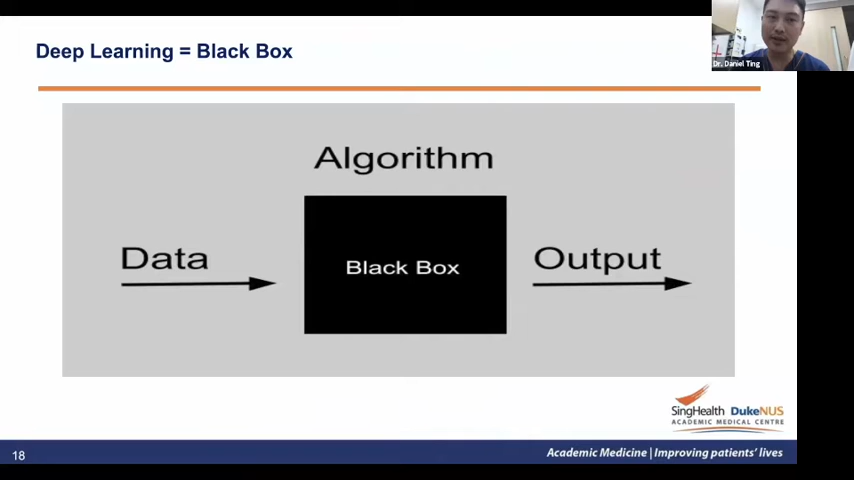 Deep Learning = Black Box
Dr. Daniel Ting
Algorithm
Data
Black Box
Output
SingHealth DukeNUS
ACADEMIC MEDICAL CENTRE
18
Academic Medicine | Improving patients' lives